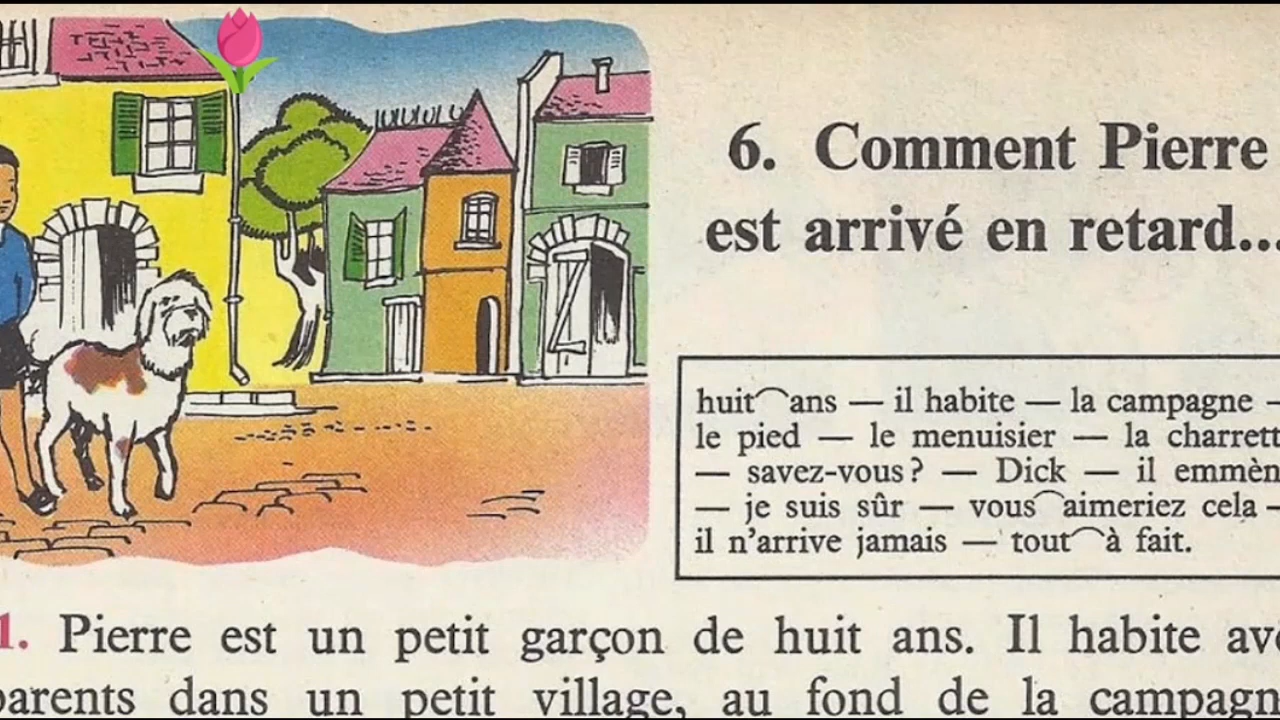 6. Comment Pierre
est arrivé en retard...
huit ans — il habite — la campagne —
le pied — le menuisier — la charrett
— savez-vous? — Dick — il emmèn
— je suis sûr — vous aimeriez cela —
il n'arrive jamais — tout à fait.
1. Pierre est un petit garçon de huit ans. Il habite ave
parents dans un petit village, au fond de la campagn